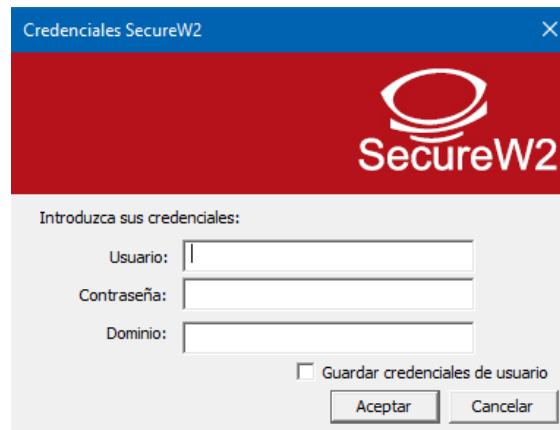 Credenciales SecureW2
SecureW2
Introduzca sus credenciales:
Usuario:
Contraseña:
Dominio:
Guardar credenciales de usuario
Aceptar Cancelar